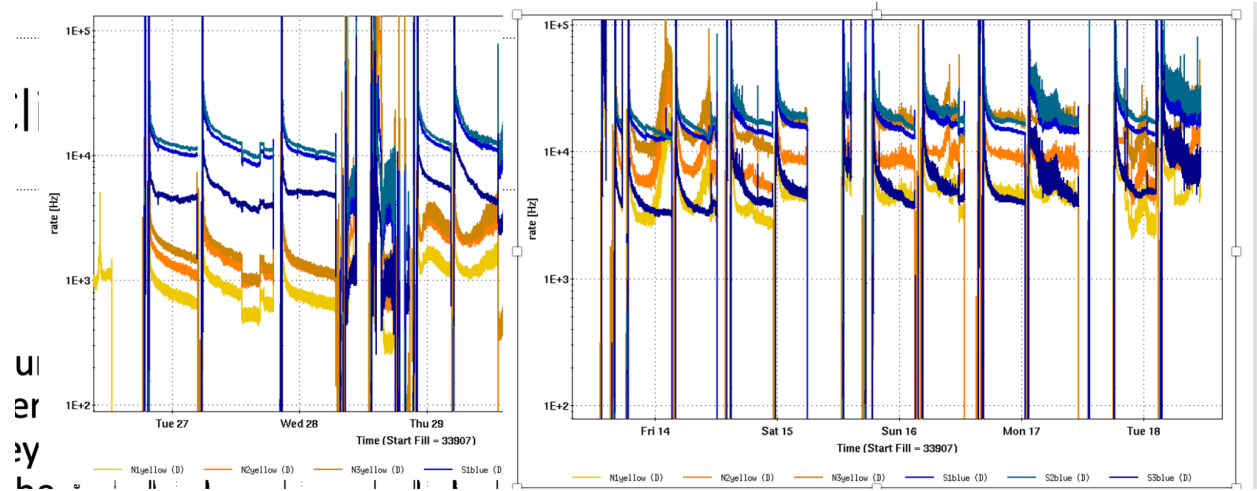 1E+5
1E+4
rate [Hz]
1E+3
1E+2
Tue 27
Wed 28
Thu 29
Time (Start Fill = 33907)
N1yellow (D)
N2yellow (D)
N3yellow (D)
S1blue (D)
1E+5
1E+4
rate [Hz]
1E+3
1E+2
Fri 14
Sat 15
Sun 16
Mon 17
Tue 18
Time (Start Fill = 33907)
N1yellow (D)
N2yellow (D)
N3yellow (D)
S1blue (D)
S2blue (D)
S3blue (D)
er
ey